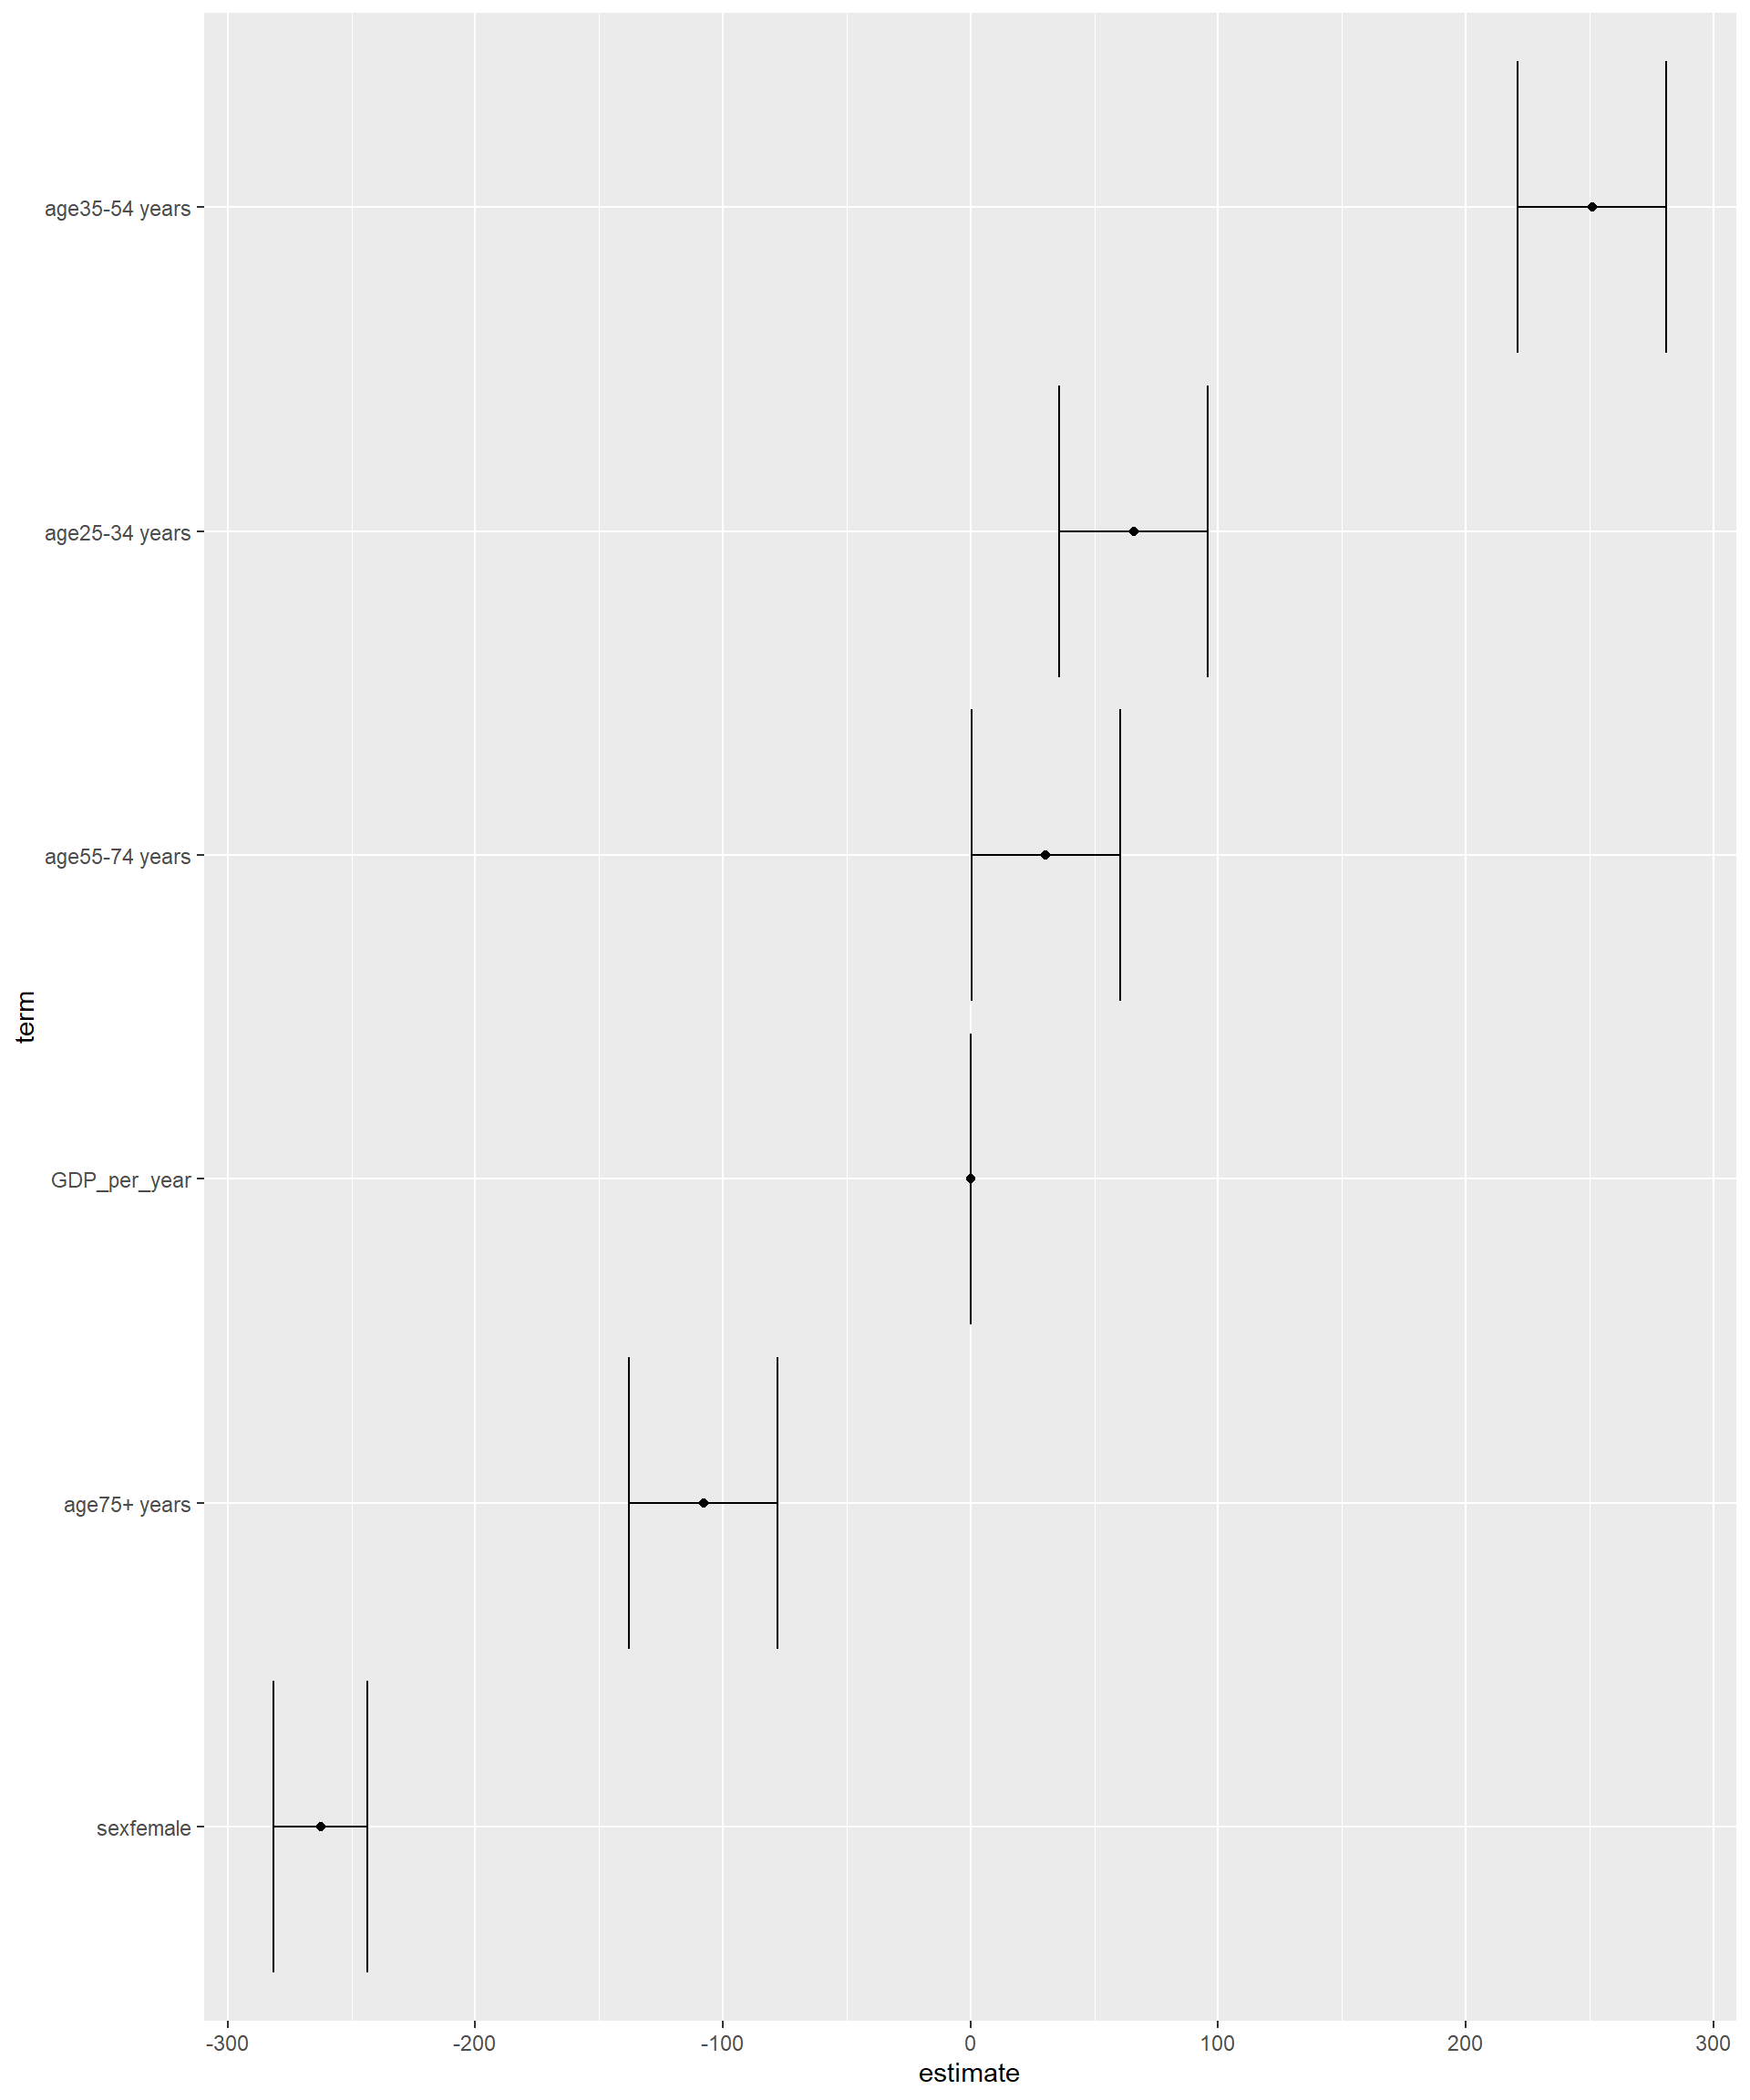 age35-54 years
age25-34 years
age55-74 years
term
GDP_per_year
age75+ years
sexfemale
-300 -200 -100 0 100 200 300
estimate